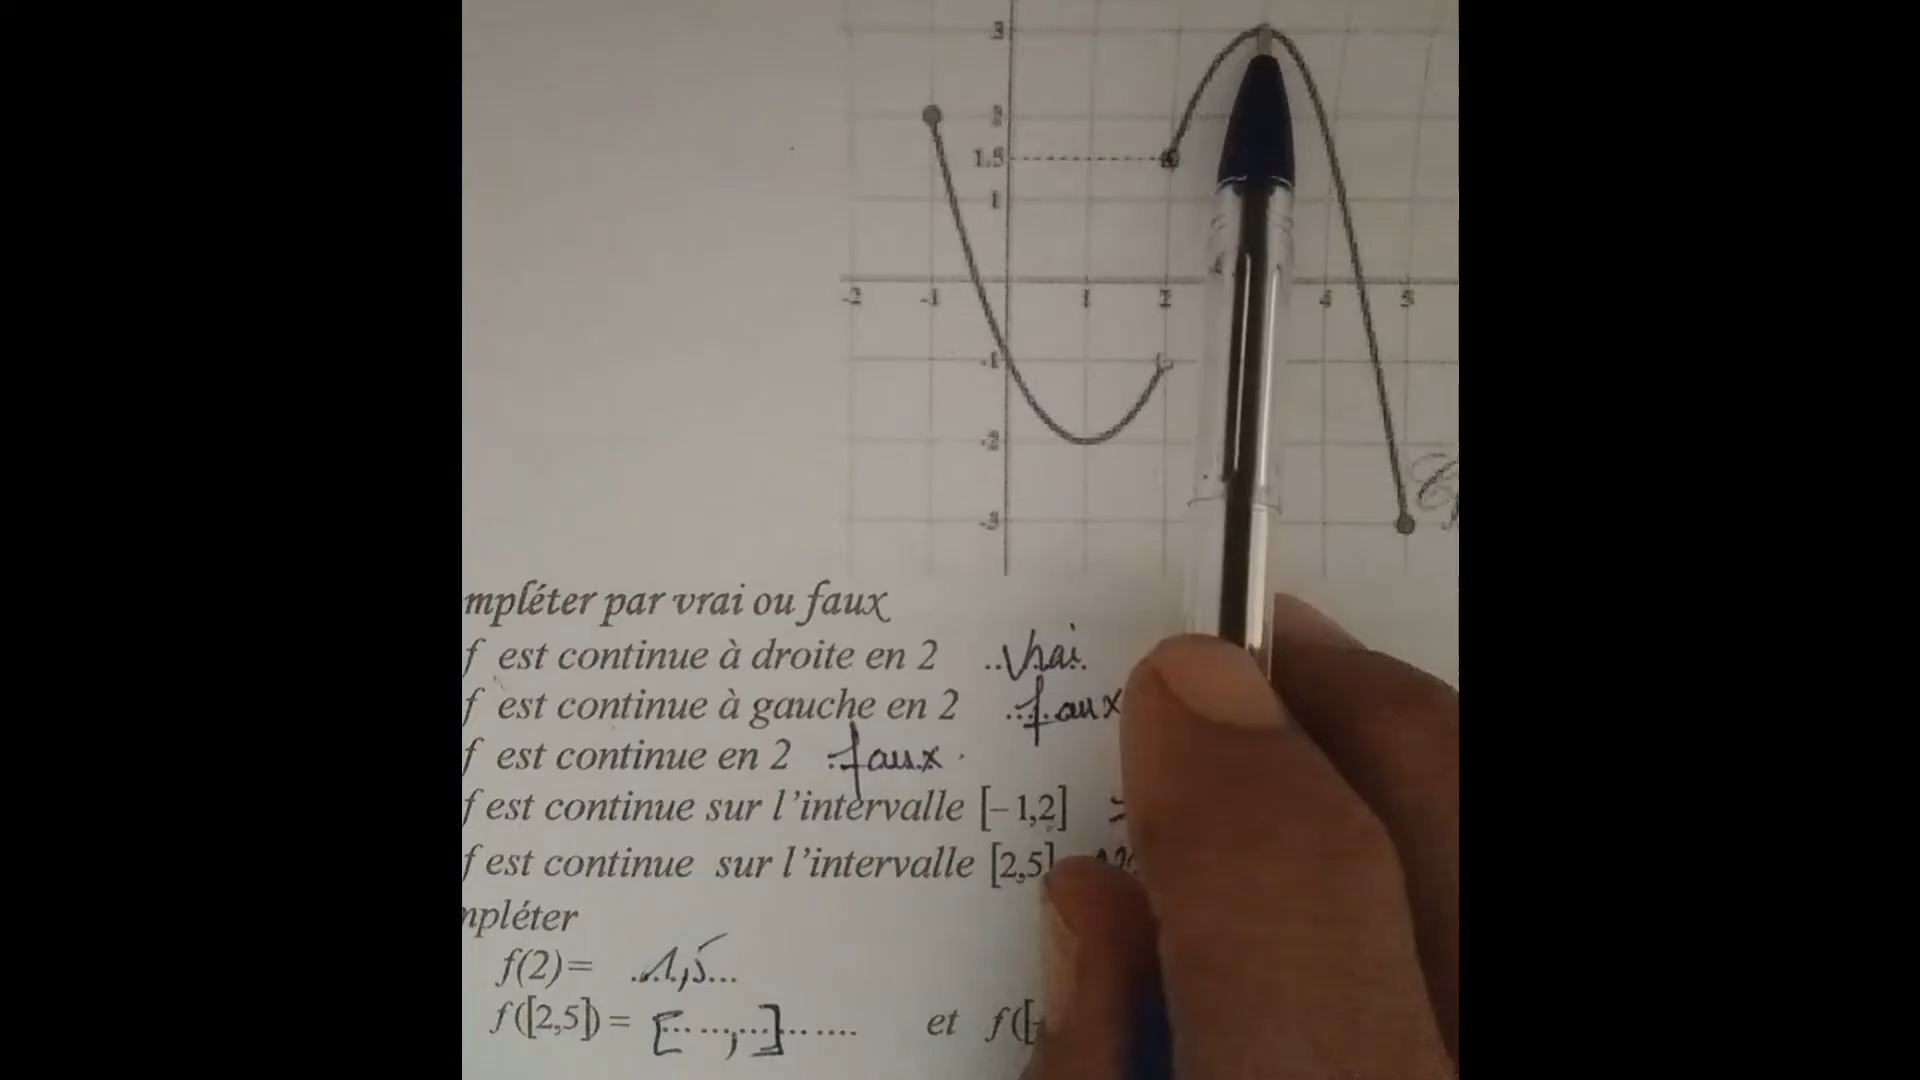 3
2
1.5
1
-2 -1 1 2 4 5
-1
-2
-3
mpléter par vrai ou faux
f est continue à droite en 2 ..vrai.
f est continue à gauche en 2 ....faux
f est continue en 2 .faux.
f est continue sur l'intervalle [-1,2]
f est continue sur l'intervalle [2,5]
mpléter
f(2)= ..1,5...
f([2,5])= [......,...]...... et f([-